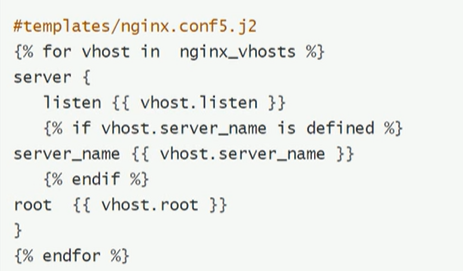 #templates/nginx.conf5.j2
{% for vhost in  nginx_vhosts %}
server {
   listen {{ vhost.listen }}
   {% if vhost.server_name is defined %}
server_name {{ vhost.server_name }}
   {% endif %}
root  {{ vhost.root }}
}
{% endfor %}